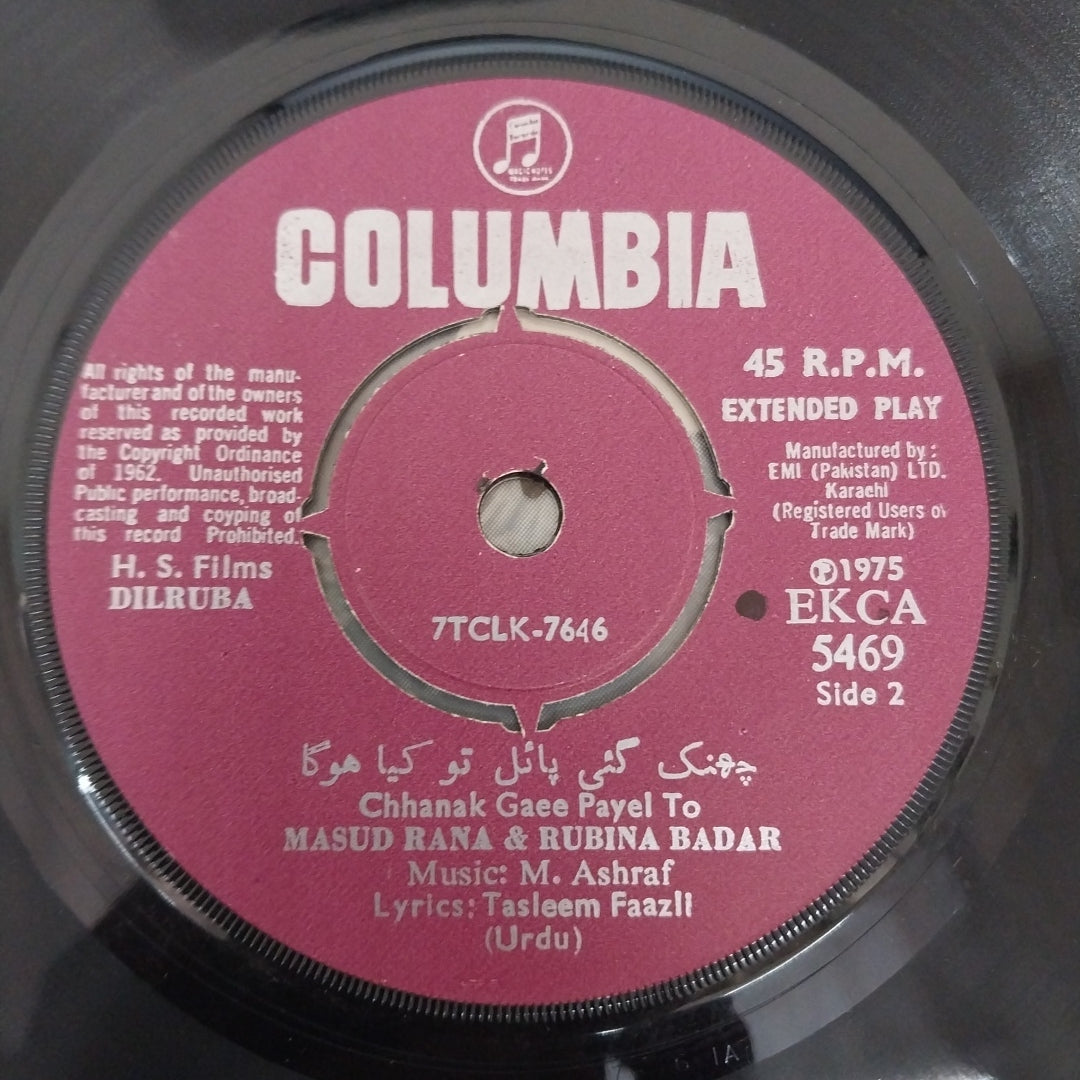 COLUMBIA
All rights of the manu-
facturer and of the owners
of this recorded work
reserved as provided by
the Copyright Ordinance
of 1962. Unauthorised
Public performance, broad-
casting and coyping of
this record Prohibited.
H. S. Films
DILRUBA
45 R.P.M.
EXTENDED PLAY
Manufactured by :
EMI (Pakistan) LTD.
Karachi
(Registered Users of
Trade Mark)
℗1975
EKCA
5469
Side 2
7TCLK-7646
چھنک گئی پائل تو کیا ہوگا
Chhanak Gaee Payel To
MASUD RANA & RUBINA BADAR
Music: M. Ashraf
Lyrics: Tasleem Faazli
(Urdu)